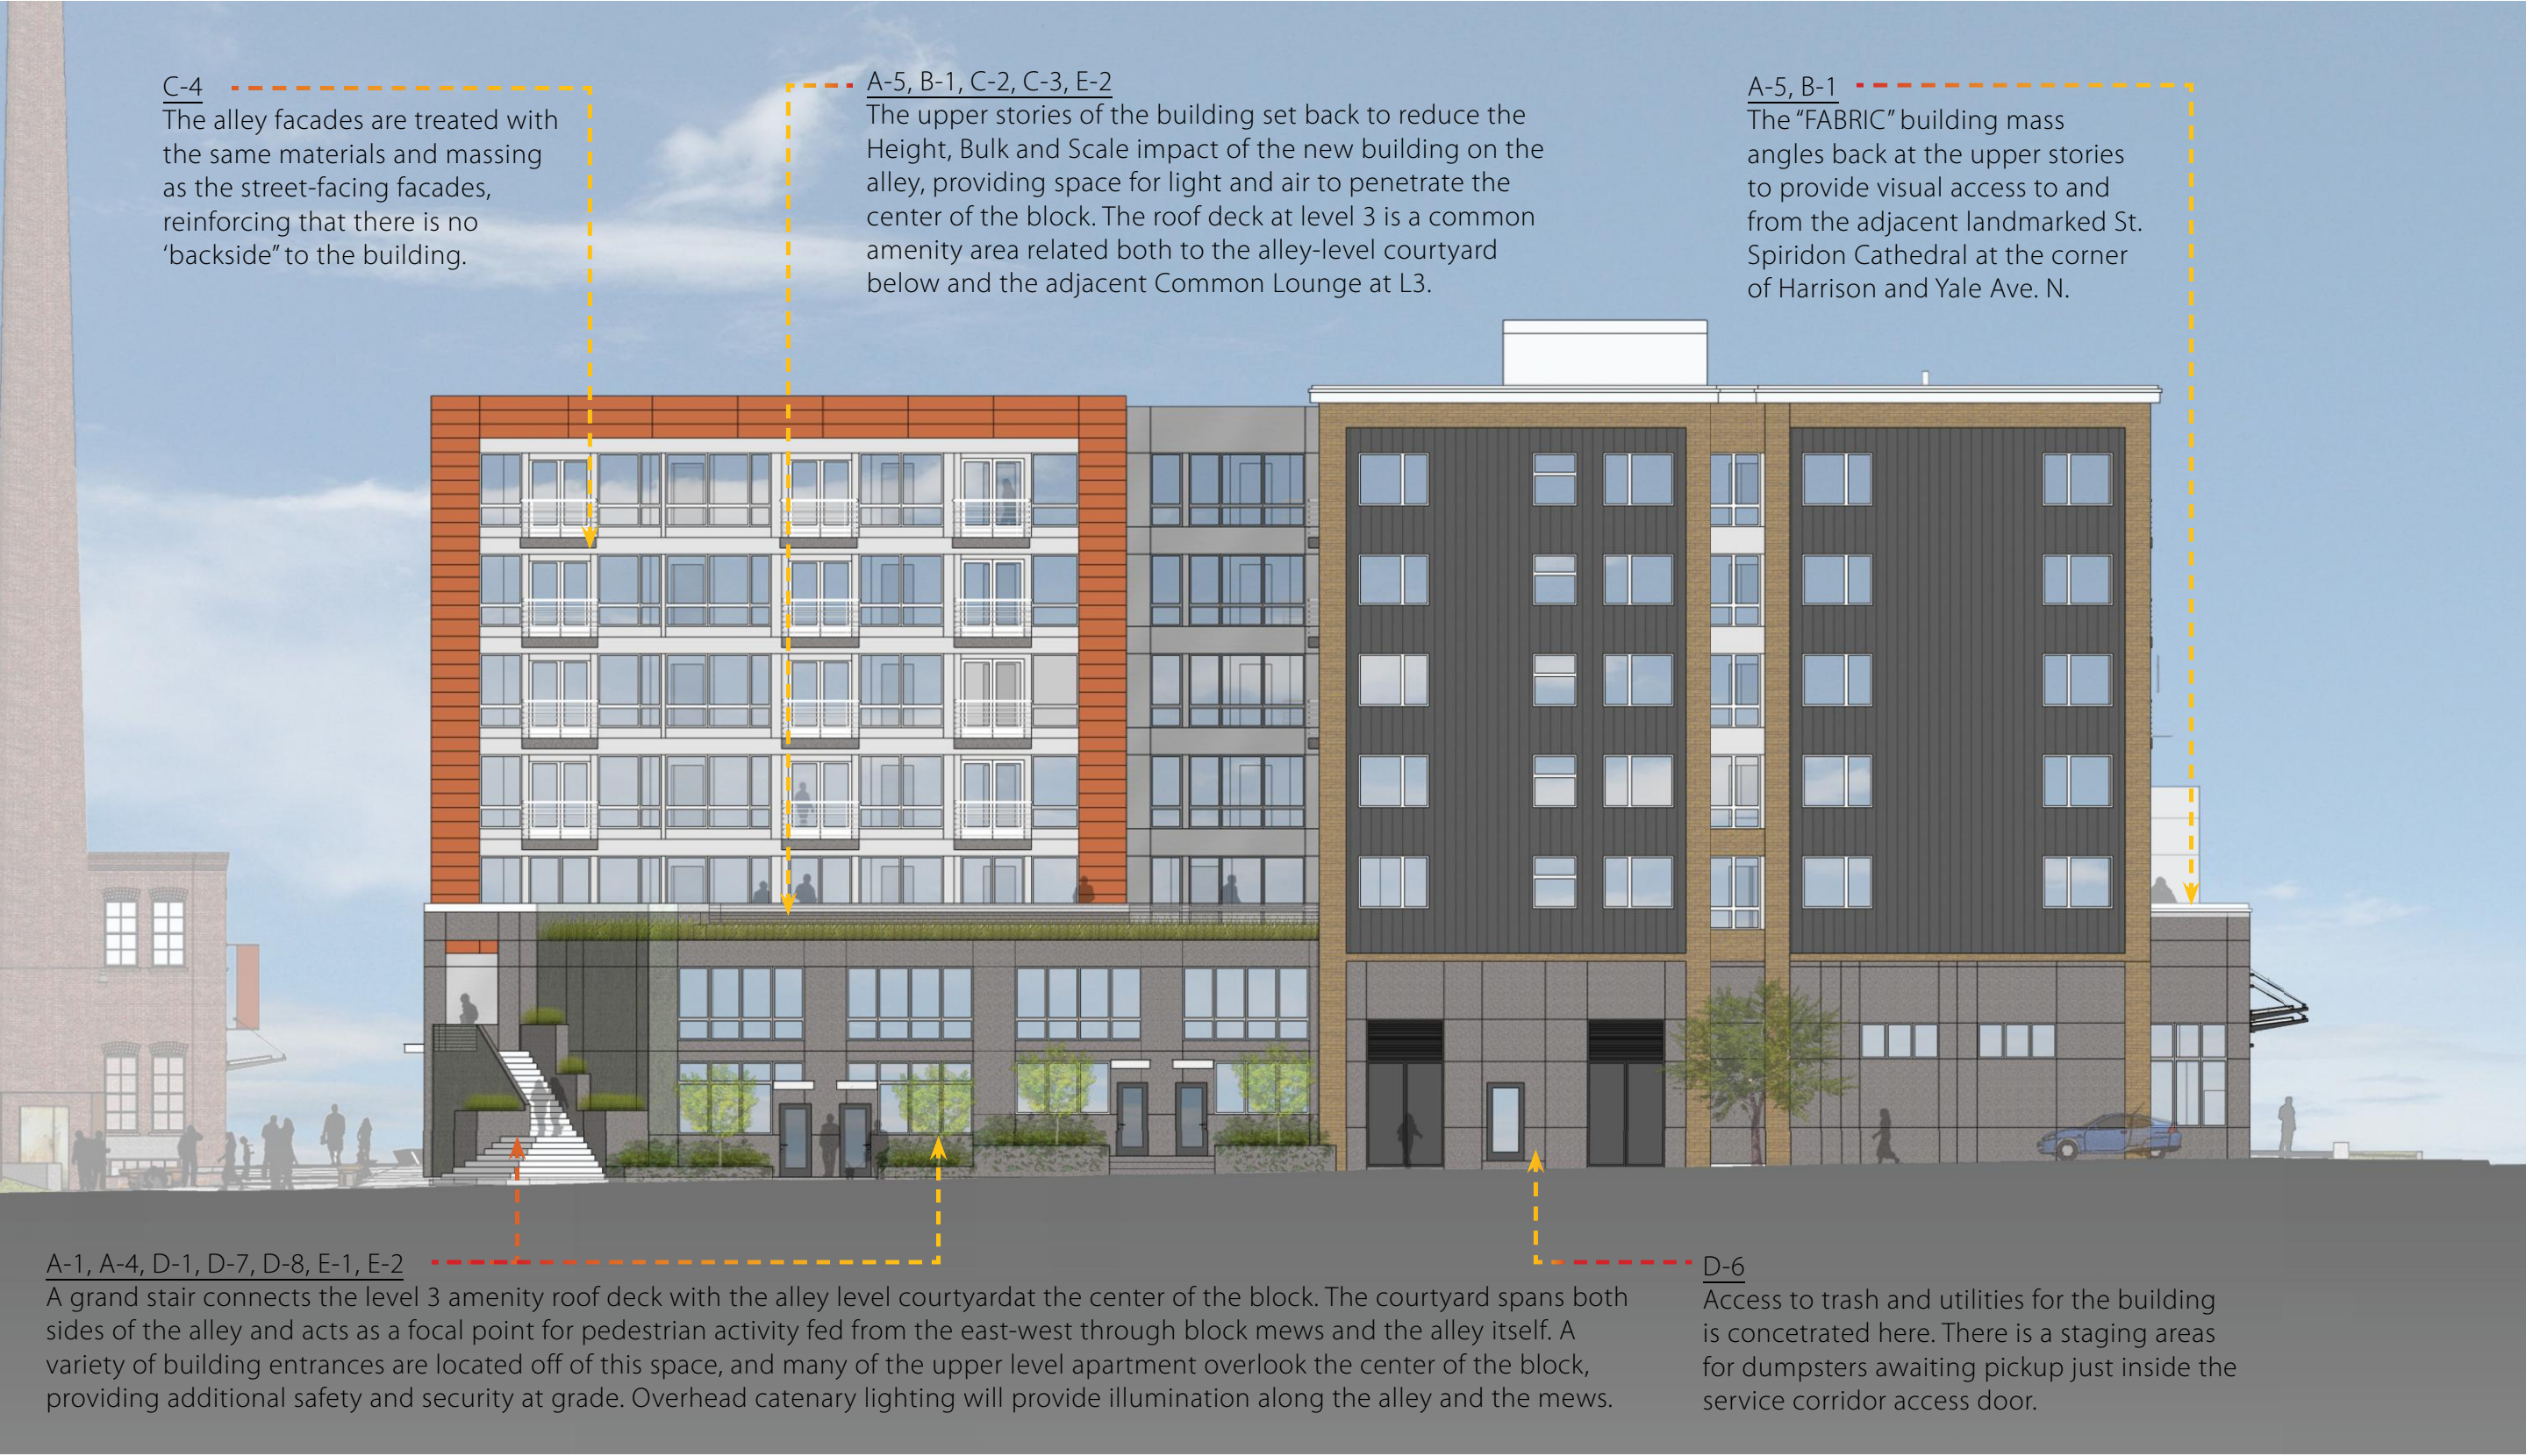 C-4
The alley facades are treated with
the same materials and massing
as the street-facing facades,
reinforcing that there is no
‘backside” to the building.
A-5, B-1, C-2, C-3, E-2
The upper stories of the building set back to reduce the
Height, Bulk and Scale impact of the new building on the
alley, providing space for light and air to penetrate the
center of the block. The roof deck at level 3 is a common
amenity area related both to the alley-level courtyard
below and the adjacent Common Lounge at L3.
A-5, B-1
The “FABRIC” building mass
angles back at the upper stories
to provide visual access to and
from the adjacent landmarked St.
Spiridon Cathedral at the corner
of Harrison and Yale Ave. N.
A-1, A-4, D-1, D-7, D-8, E-1, E-2
A grand stair connects the level 3 amenity roof deck with the alley level courtyardat the center of the block. The courtyard spans both
sides of the alley and acts as a focal point for pedestrian activity fed from the east-west through block mews and the alley itself. A
variety of building entrances are located off of this space, and many of the upper level apartment overlook the center of the block,
providing additional safety and security at grade. Overhead catenary lighting will provide illumination along the alley and the mews.
D-6
Access to trash and utilities for the building
is concetrated here. There is a staging areas
for dumpsters awaiting pickup just inside the
service corridor access door.